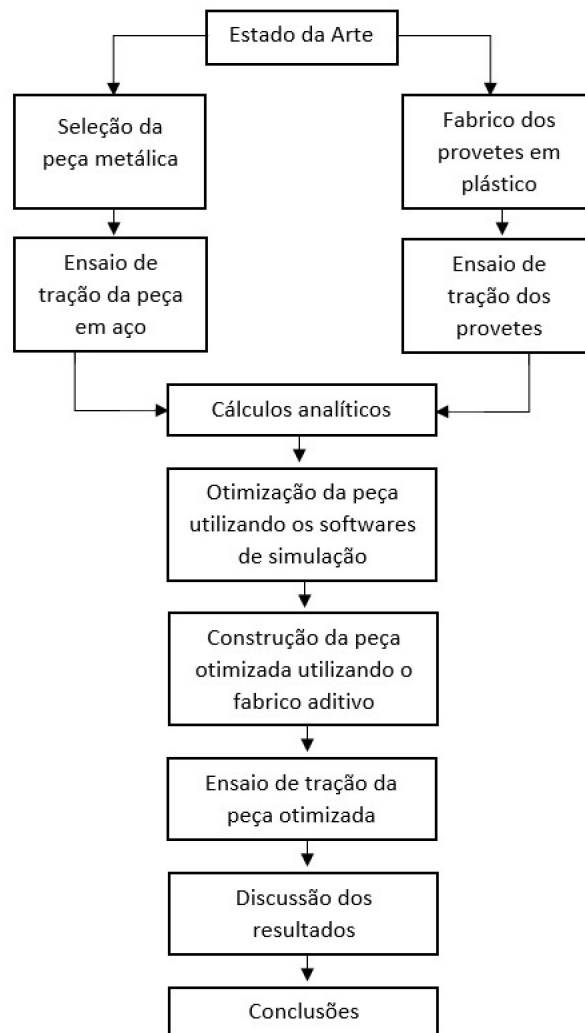 Estado da Arte
Seleção da
peça metálica
Fabrico dos
provetes em
plástico
Ensaio de
tração da peça
em aço
Ensaio de
tração dos
provetes
Cálculos analíticos
Otimização da peça
utilizando os softwares
de simulação
Construção da peça
otimizada utilizando o
fabrico aditivo
Ensaio de tração da
peça otimizada
Discussão dos
resultados
Conclusões